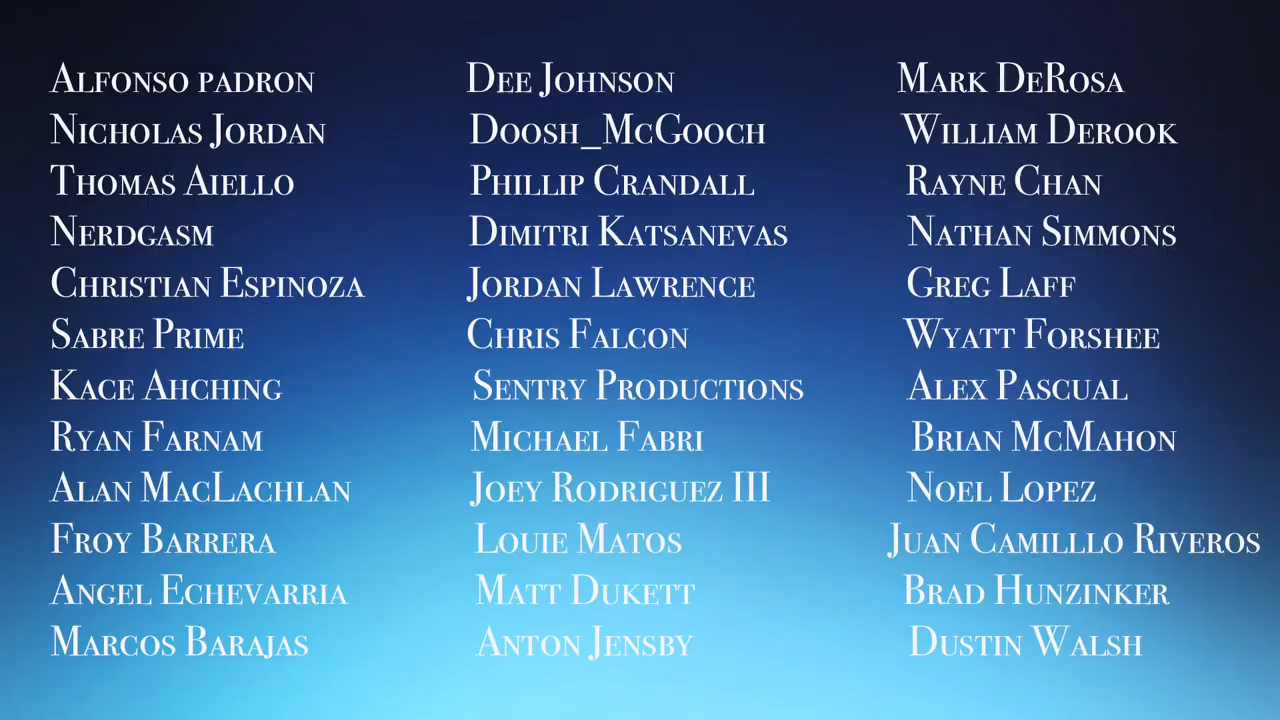 Alfonso padron
Nicholas Jordan
Thomas Aiello
Nerdgasm
Christian Espinoza
Sabre Prime
Kace Ahching
Ryan Farnam
Alan MacLachlan
Froy Barrera
Angel Echevarria
Marcos Barajas
Dee Johnson
Doosh_McGooch
Phillip Crandall
Dimitri Katsanevas
Jordan Lawrence
Chris Falcon
Sentry Productions
Michael Fabri
Joey Rodriguez III
Louie Matos
Matt Dukett
Anton Jensby
Mark DeRosa
William Derook
Rayne Chan
Nathan Simmons
Greg Laff
Wyatt Forshee
Alex Pascual
Brian McMahon
Noel Lopez
Juan Camilllo Riveros
Brad Hunzinker
Dustin Walsh